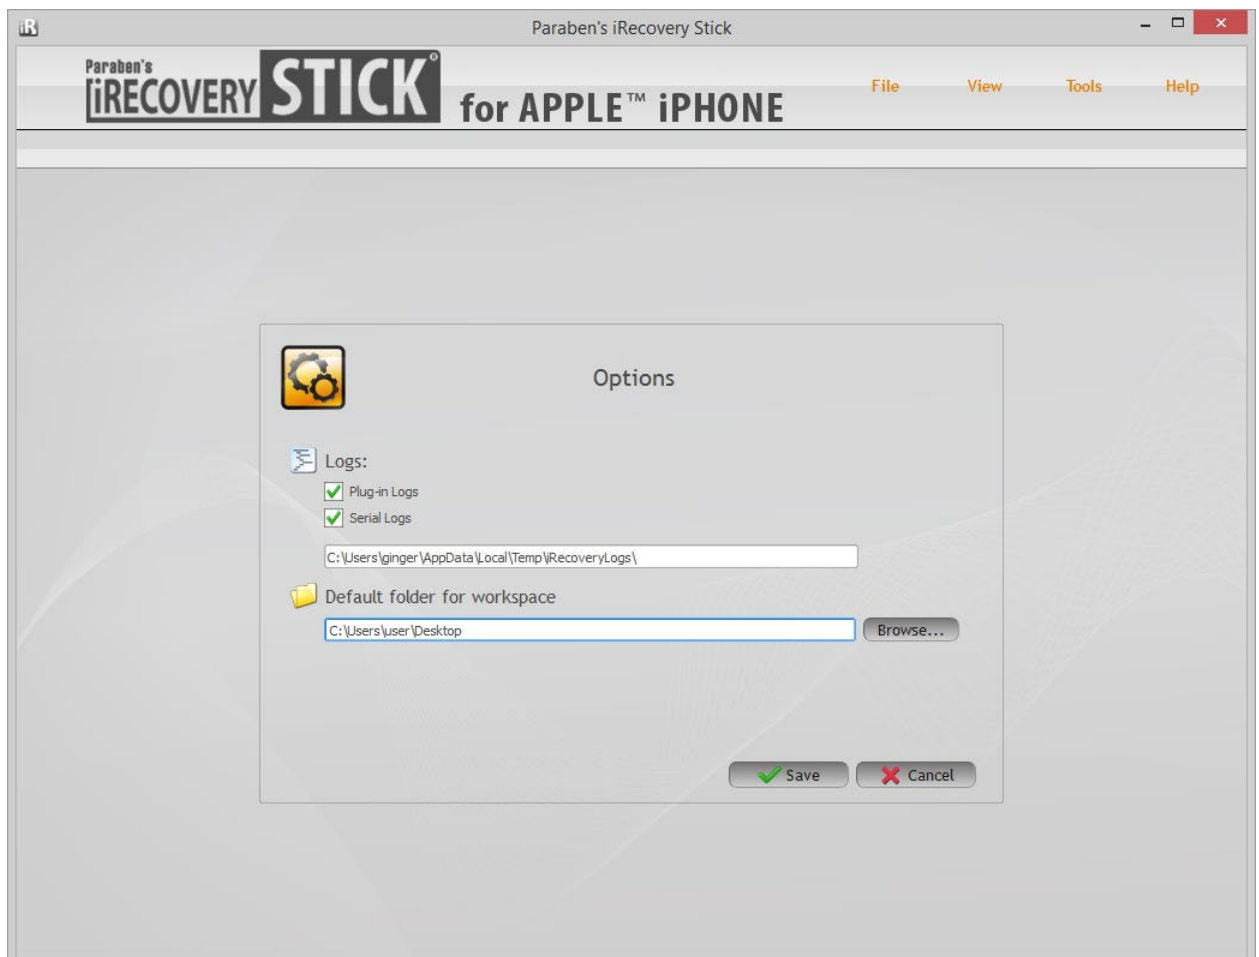 iR
Paraben's iRecovery Stick
Paraben's
iRECOVERY STICK® for APPLE™ iPHONE
File View Tools Help
Options
Logs:
Plug-in Logs
Serial Logs
C:\Users\ginger\AppData\Local\Temp\iRecoveryLogs\
Default folder for workspace
C:\Users\user\Desktop
Browse...
Save
Cancel